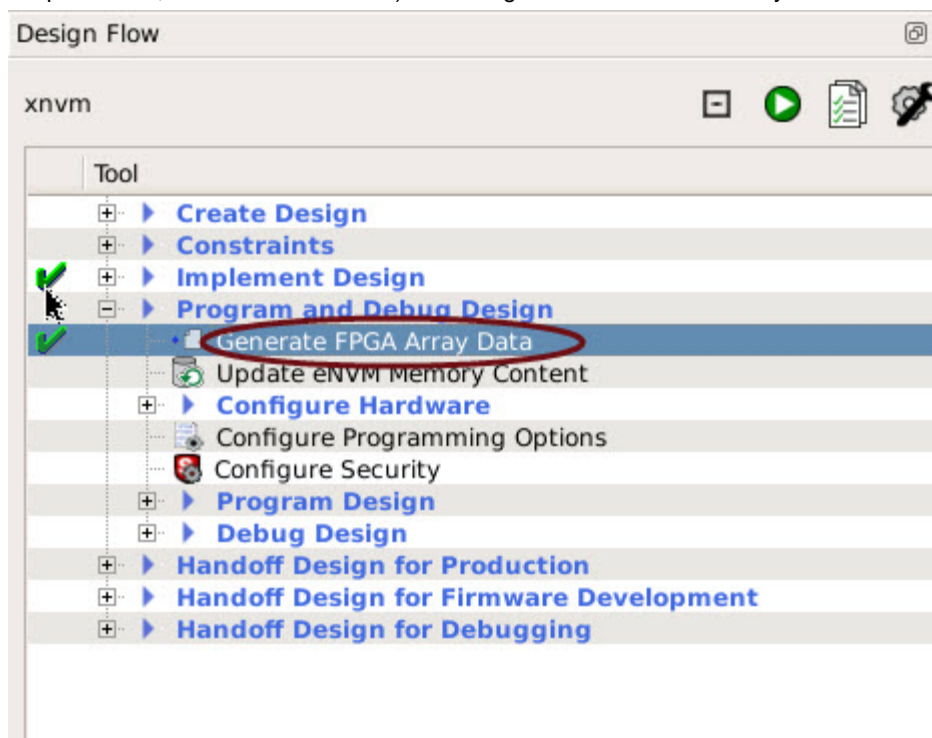 Design Flow
xnvm
Tool
Create Design
Constraints
Implement Design
Program and Debug Design
Generate FPGA Array Data
Update eNVM Memory Content
Configure Hardware
Configure Programming Options
Configure Security
Program Design
Debug Design
Handoff Design for Production
Handoff Design for Firmware Development
Handoff Design for Debugging